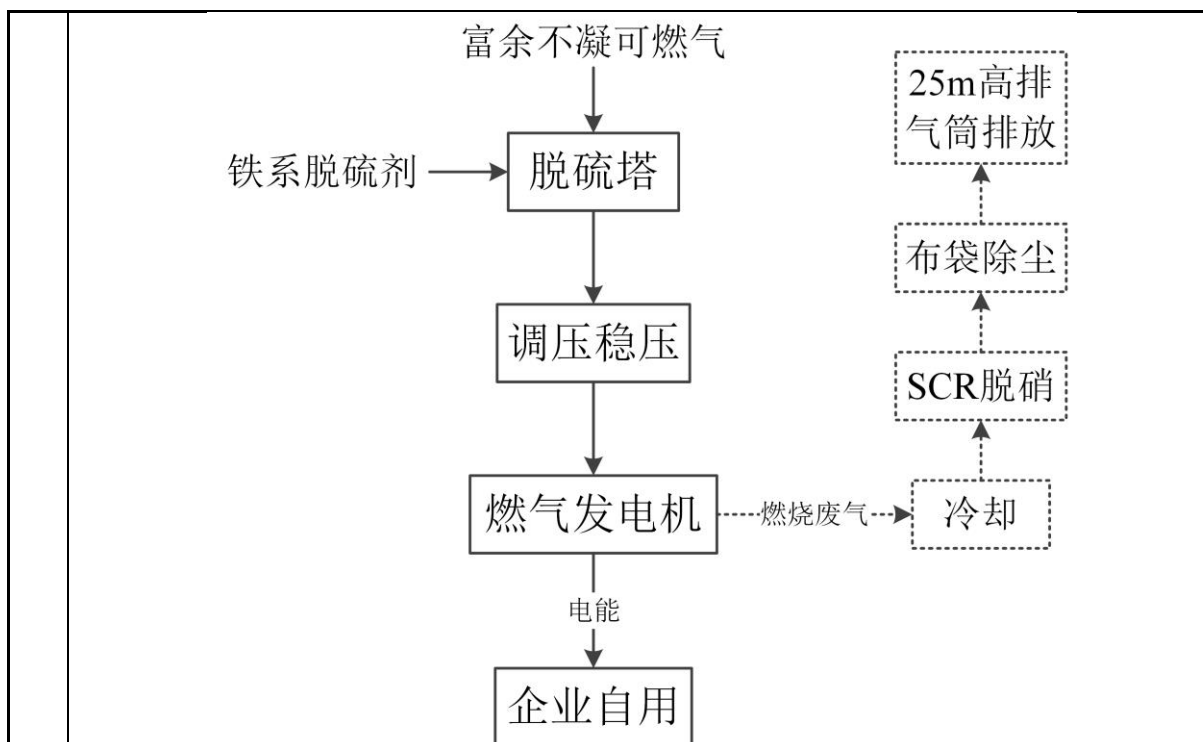 富余不凝可燃气
铁系脱硫剂
脱硫塔
调压稳压
燃气发电机
电能
企业自用
燃烧废气
冷却
SCR脱硝
布袋除尘
25m高排
气筒排放